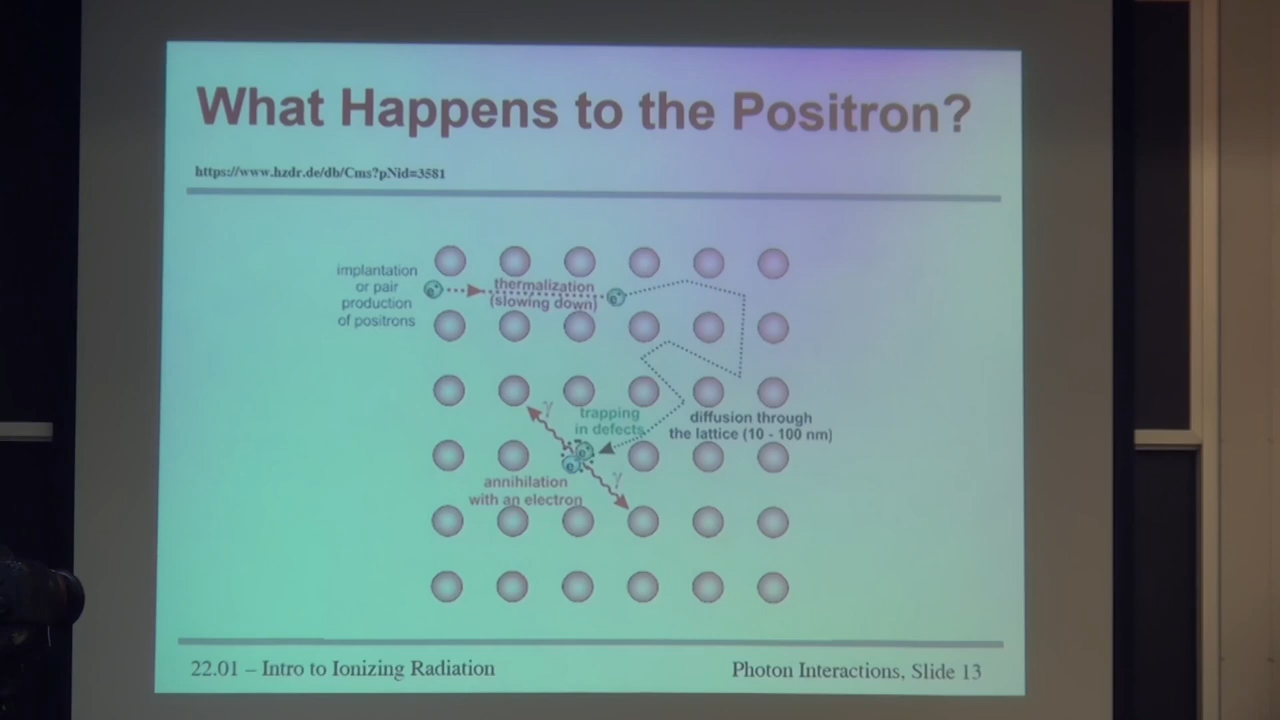 What Happens to the Positron?
https://www.hzdr.de/db/Cms?pNid=3581
implantation
or pair
production
of positrons
e⁺
thermalization
(slowing down)
e⁺
γ
trapping
in defects
diffusion through
the lattice (10 - 100 nm)
e⁺
e⁻
annihilation
with an electron
γ
22.01 – Intro to Ionizing Radiation
Photon Interactions, Slide 13